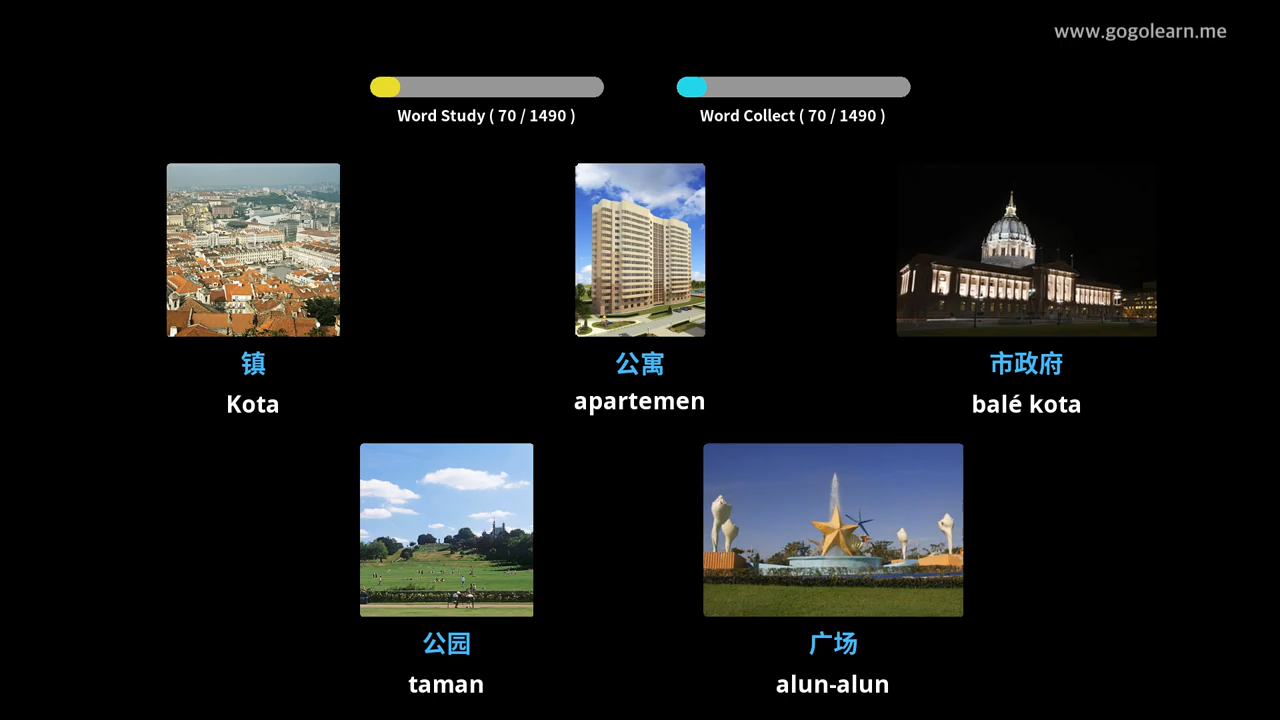 www.gogolearn.me
Word Study ( 70 / 1490 )
Word Collect ( 70 / 1490 )
镇
Kota
公寓
apartemen
市政府
balé kota
公园
taman
广场
alun-alun